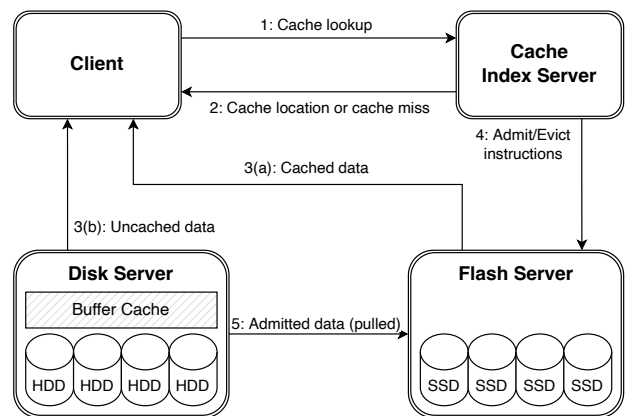 1: Cache lookup
Client
Cache
Index Server
2: Cache location or cache miss
4: Admit/Evict
instructions
3(a): Cached data
3(b): Uncached data
Disk Server
Flash Server
Buffer Cache
5: Admitted data (pulled)
HDD HDD HDD HDD
SSD SSD SSD SSD